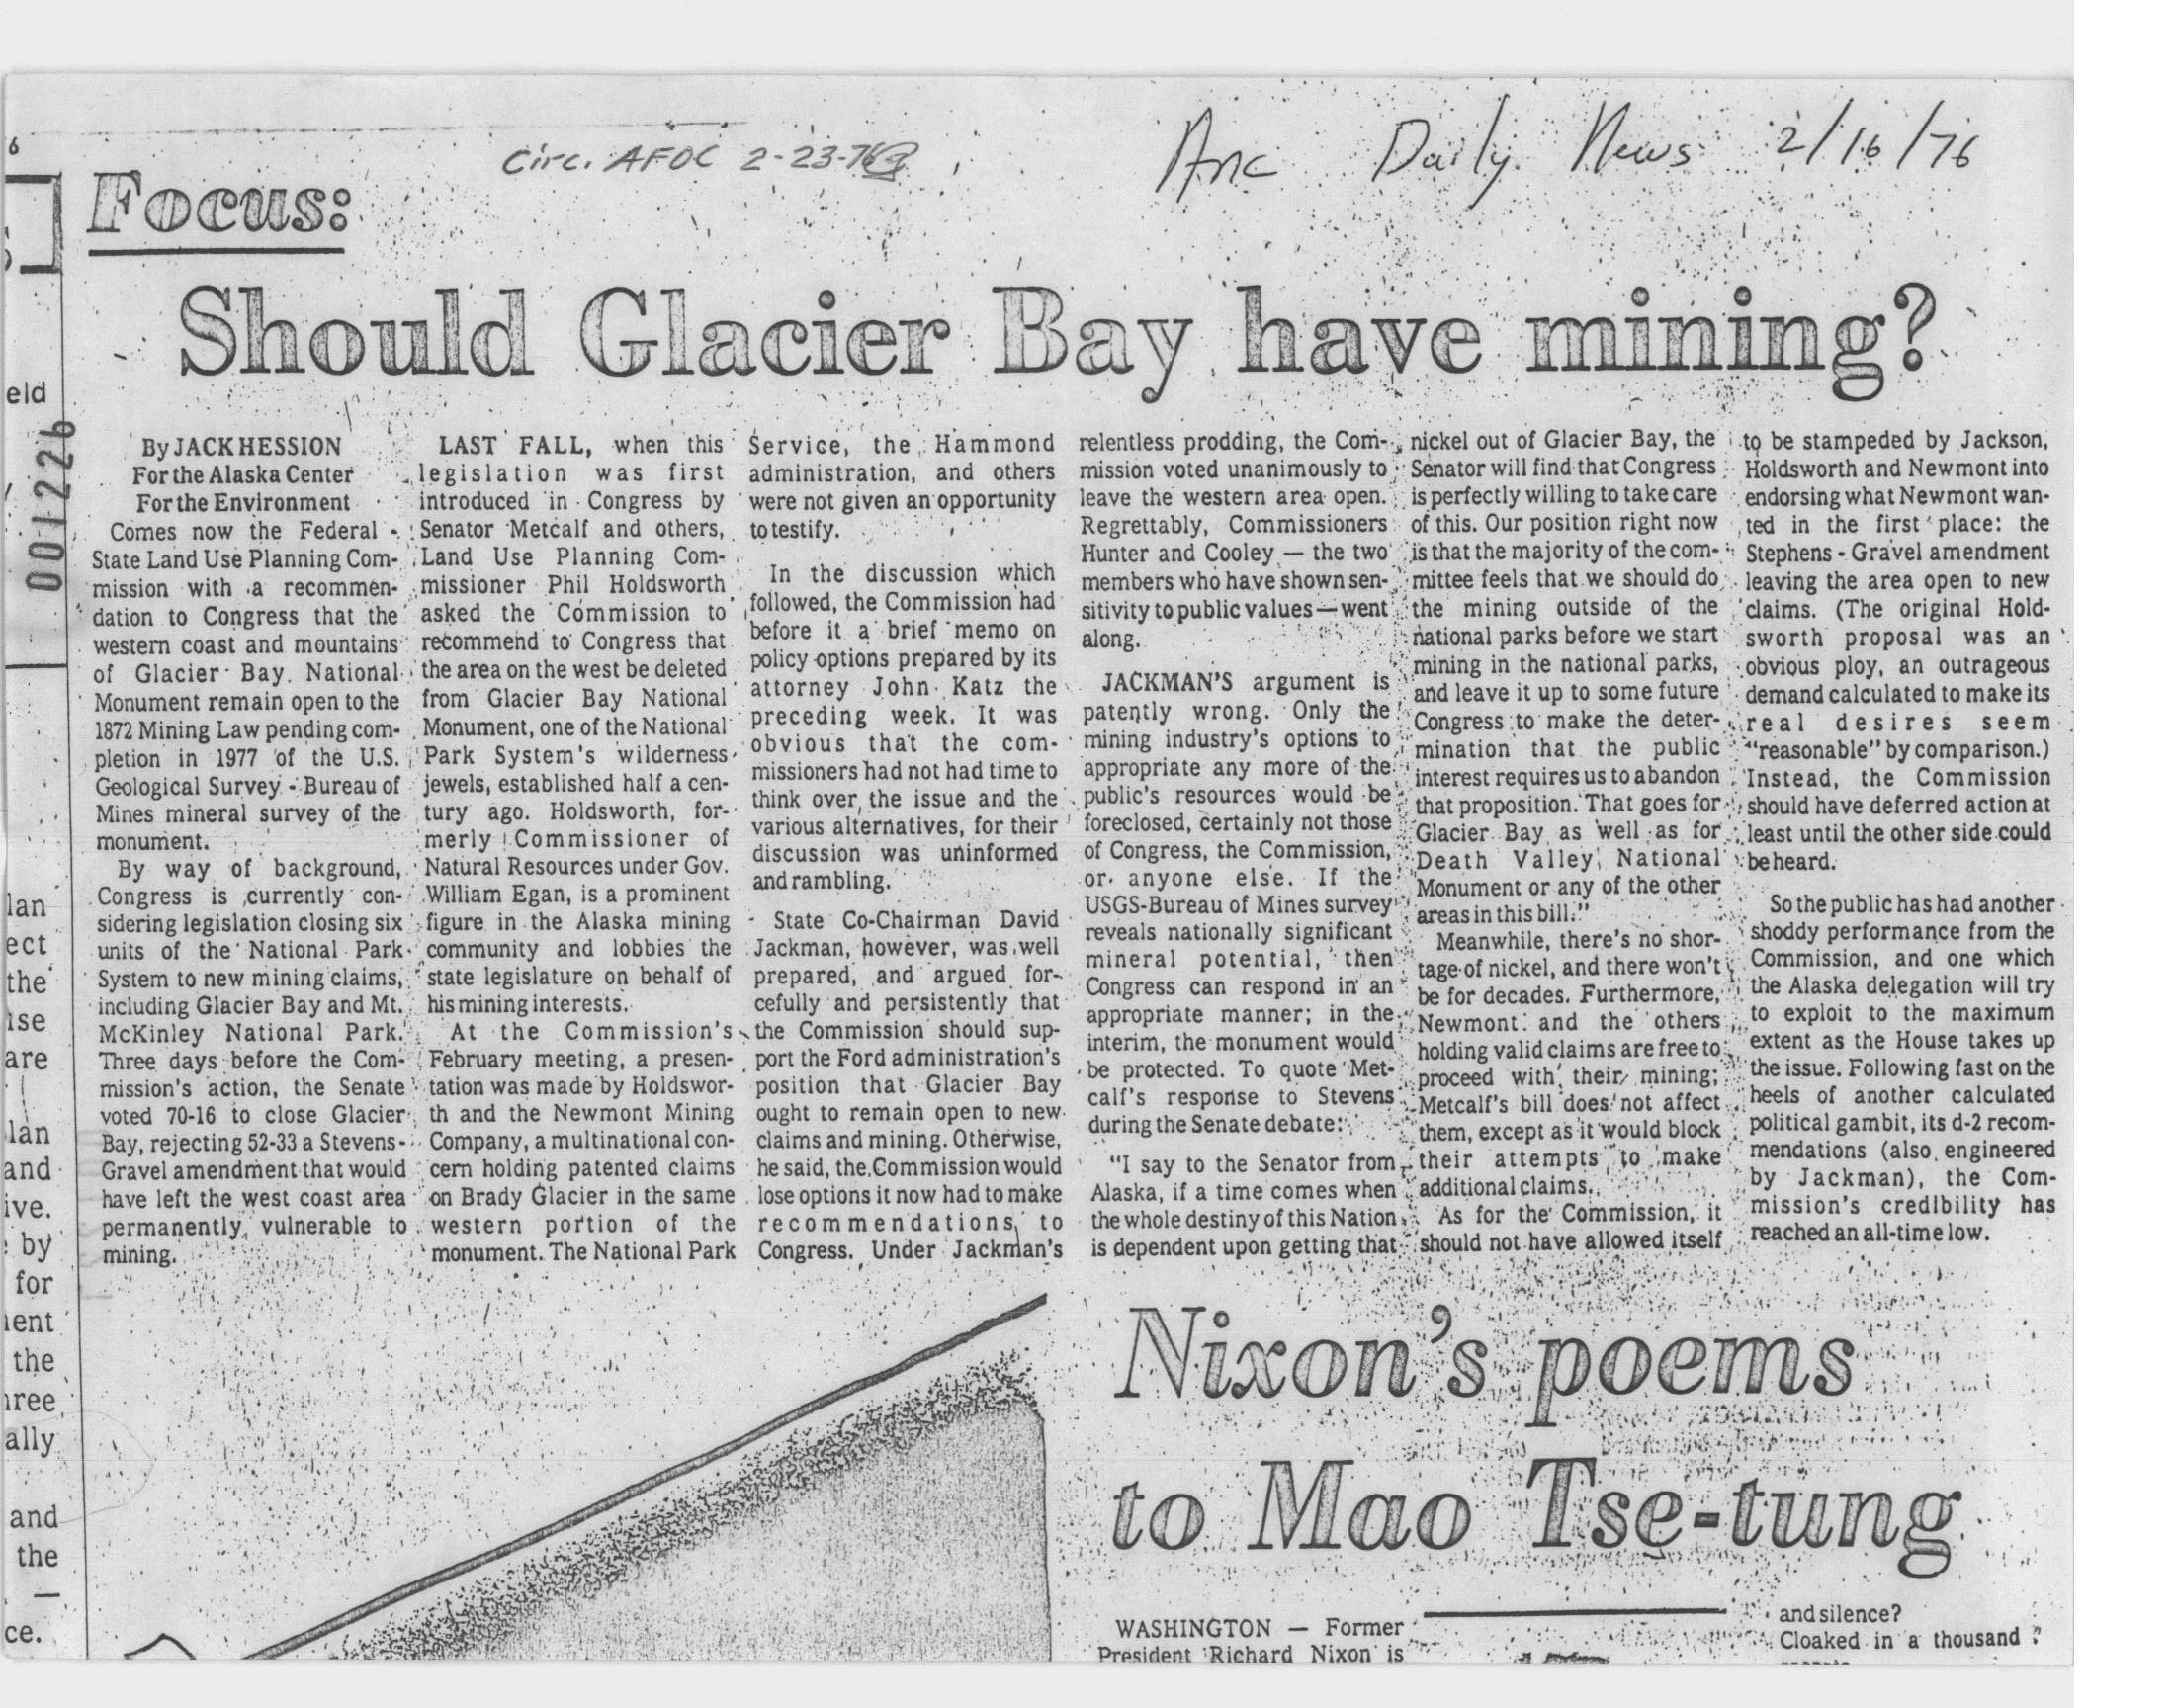 Circ. AFOC 2-23-76
Anc Daily News 2/16/76
6
Focus:
Should Glacier Bay have mining?
eld
001226
lan
ect
the
ise
are
lan
and
ive.
by
for
ent
the
ree
ally
and
the
—
ce.
By JACK HESSION
For the Alaska Center
For the Environment
Comes now the Federal -
State Land Use Planning Com-
mission with a recommen-
dation to Congress that the
western coast and mountains
of Glacier Bay National
Monument remain open to the
1872 Mining Law pending com-
pletion in 1977 of the U.S.
Geological Survey - Bureau of
Mines mineral survey of the
monument.
By way of background,
Congress is currently con-
sidering legislation closing six
units of the National Park
System to new mining claims,
including Glacier Bay and Mt.
McKinley National Park.
Three days before the Com-
mission's action, the Senate
voted 70-16 to close Glacier
Bay, rejecting 52-33 a Stevens-
Gravel amendment that would
have left the west coast area
permanently vulnerable to
mining.
LAST FALL, when this
legislation was first
introduced in Congress by
Senator Metcalf and others,
Land Use Planning Com-
missioner Phil Holdsworth
asked the Commission to
recommend to Congress that
the area on the west be deleted
from Glacier Bay National
Monument, one of the National
Park System's wilderness
jewels, established half a cen-
tury ago. Holdsworth, for-
merly Commissioner of
Natural Resources under Gov.
William Egan, is a prominent
figure in the Alaska mining
community and lobbies the
state legislature on behalf of
his mining interests.
At the Commission's
February meeting, a presen-
tation was made by Holdswor-
th and the Newmont Mining
Company, a multinational con-
cern holding patented claims
on Brady Glacier in the same
western portion of the
monument. The National Park
Service, the Hammond
administration, and others
were not given an opportunity
to testify.
In the discussion which
followed, the Commission had
before it a brief memo on
policy options prepared by its
attorney John Katz the
preceding week. It was
obvious that the com-
missioners had not had time to
think over the issue and the
various alternatives, for their
discussion was uninformed
and rambling.
State Co-Chairman David
Jackman, however, was well
prepared, and argued for-
cefully and persistently that
the Commission should sup-
port the Ford administration's
position that Glacier Bay
ought to remain open to new
claims and mining. Otherwise,
he said, the Commission would
lose options it now had to make
recommendations to
Congress. Under Jackman's
relentless prodding, the Com-
mission voted unanimously to
leave the western area open.
Regrettably, Commissioners
Hunter and Cooley — the two
members who have shown sen-
sitivity to public values — went
along.
JACKMAN'S argument is
patently wrong. Only the
mining industry's options to
appropriate any more of the
public's resources would be
foreclosed, certainly not those
of Congress, the Commission,
or anyone else. If the
USGS-Bureau of Mines survey
reveals nationally significant
mineral potential, then
Congress can respond in an
appropriate manner; in the
interim, the monument would
be protected. To quote Met-
calf's response to Stevens
during the Senate debate:
"I say to the Senator from
Alaska, if a time comes when
the whole destiny of this Nation
is dependent upon getting that
nickel out of Glacier Bay, the
Senator will find that Congress
is perfectly willing to take care
of this. Our position right now
is that the majority of the com-
mittee feels that we should do
the mining outside of the
national parks before we start
mining in the national parks,
and leave it up to some future
Congress to make the deter-
mination that the public
interest requires us to abandon
that proposition. That goes for
Glacier Bay as well as for
Death Valley National
Monument or any of the other
areas in this bill."
Meanwhile, there's no shor-
tage of nickel, and there won't
be for decades. Furthermore,
Newmont and the others
holding valid claims are free to
proceed with their mining;
Metcalf's bill does not affect
them, except as it would block
their attempts to make
additional claims.
As for the Commission, it
should not have allowed itself
to be stampeded by Jackson,
Holdsworth and Newmont into
endorsing what Newmont wan-
ted in the first place: the
Stephens - Gravel amendment
leaving the area open to new
claims. (The original Hold-
sworth proposal was an
obvious ploy, an outrageous
demand calculated to make its
real desires seem
"reasonable" by comparison.)
Instead, the Commission
should have deferred action at
least until the other side could
be heard.
So the public has had another
shoddy performance from the
Commission, and one which
the Alaska delegation will try
to exploit to the maximum
extent as the House takes up
the issue. Following fast on the
heels of another calculated
political gambit, its d-2 recom-
mendations (also engineered
by Jackman), the Com-
mission's credibility has
reached an all-time low.
Nixon's poems
to Mao Tse-tung
WASHINGTON — Former
President Richard Nixon is
and silence?
Cloaked in a thousand